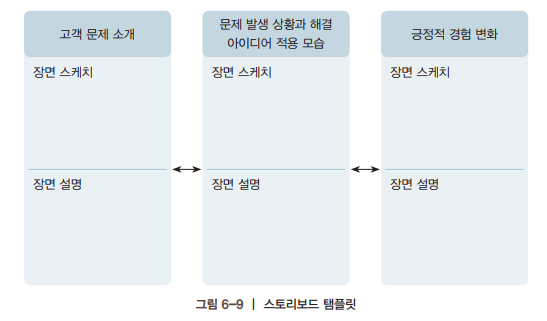 고객 문제 소개
문제 발생 상황과 해결
아이디어 적용 모습
긍정적 경험 변화
장면 스케치
장면 스케치
장면 스케치
장면 설명
장면 설명
장면 설명
그림 6-9 | 스토리보드 탬플릿